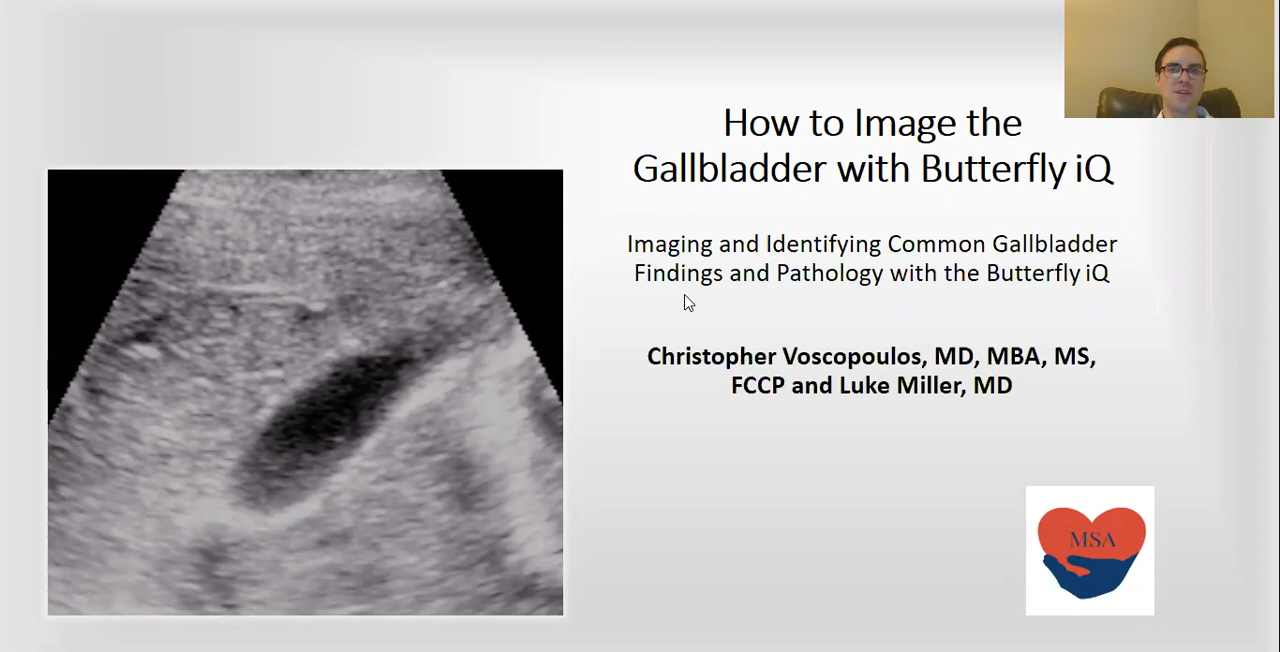 How to Image the
Gallbladder with Butterfly iQ
Imaging and Identifying Common Gallbladder
Findings and Pathology with the Butterfly iQ
Christopher Voscopoulos, MD, MBA, MS,
FCCP and Luke Miller, MD
MSA